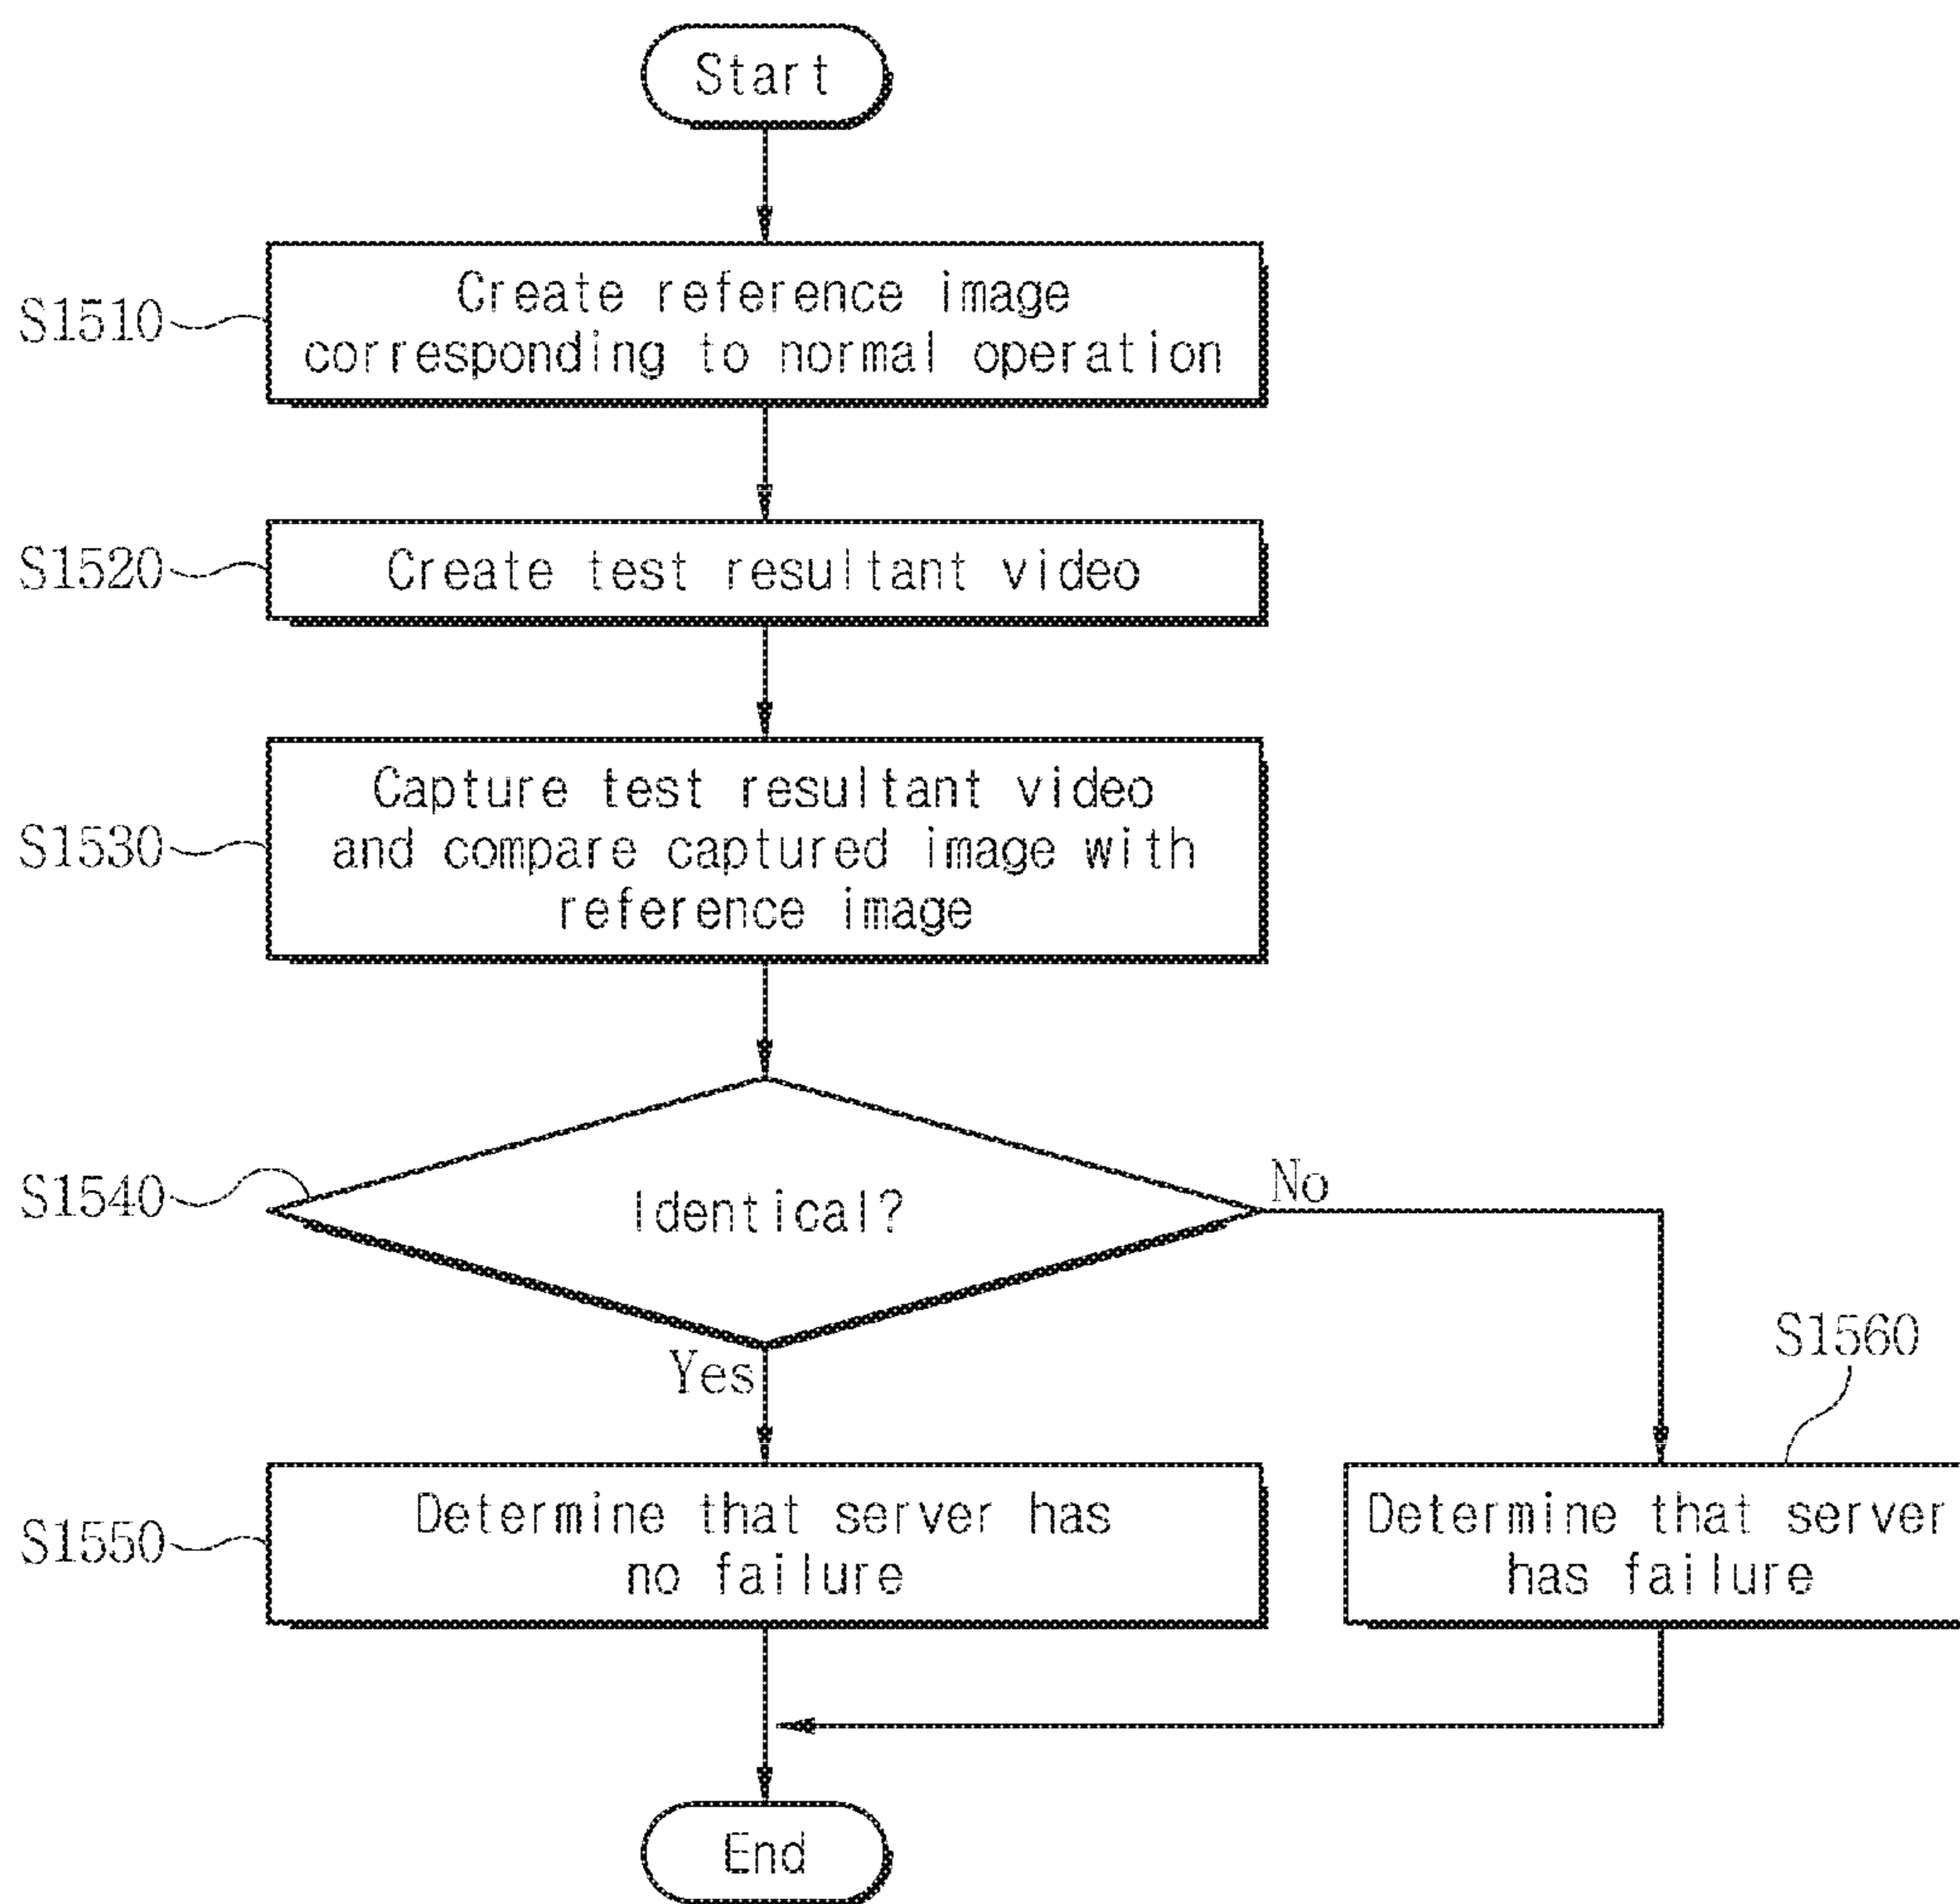 Start
S1510
Create reference image
corresponding to normal operation
S1520
Create test resultant video
S1530
Capture test resultant video
and compare captured image with
reference image
S1540
Identical?
No
Yes
S1560
S1550
Determine that server has
no failure
Determine that server
has failure
End